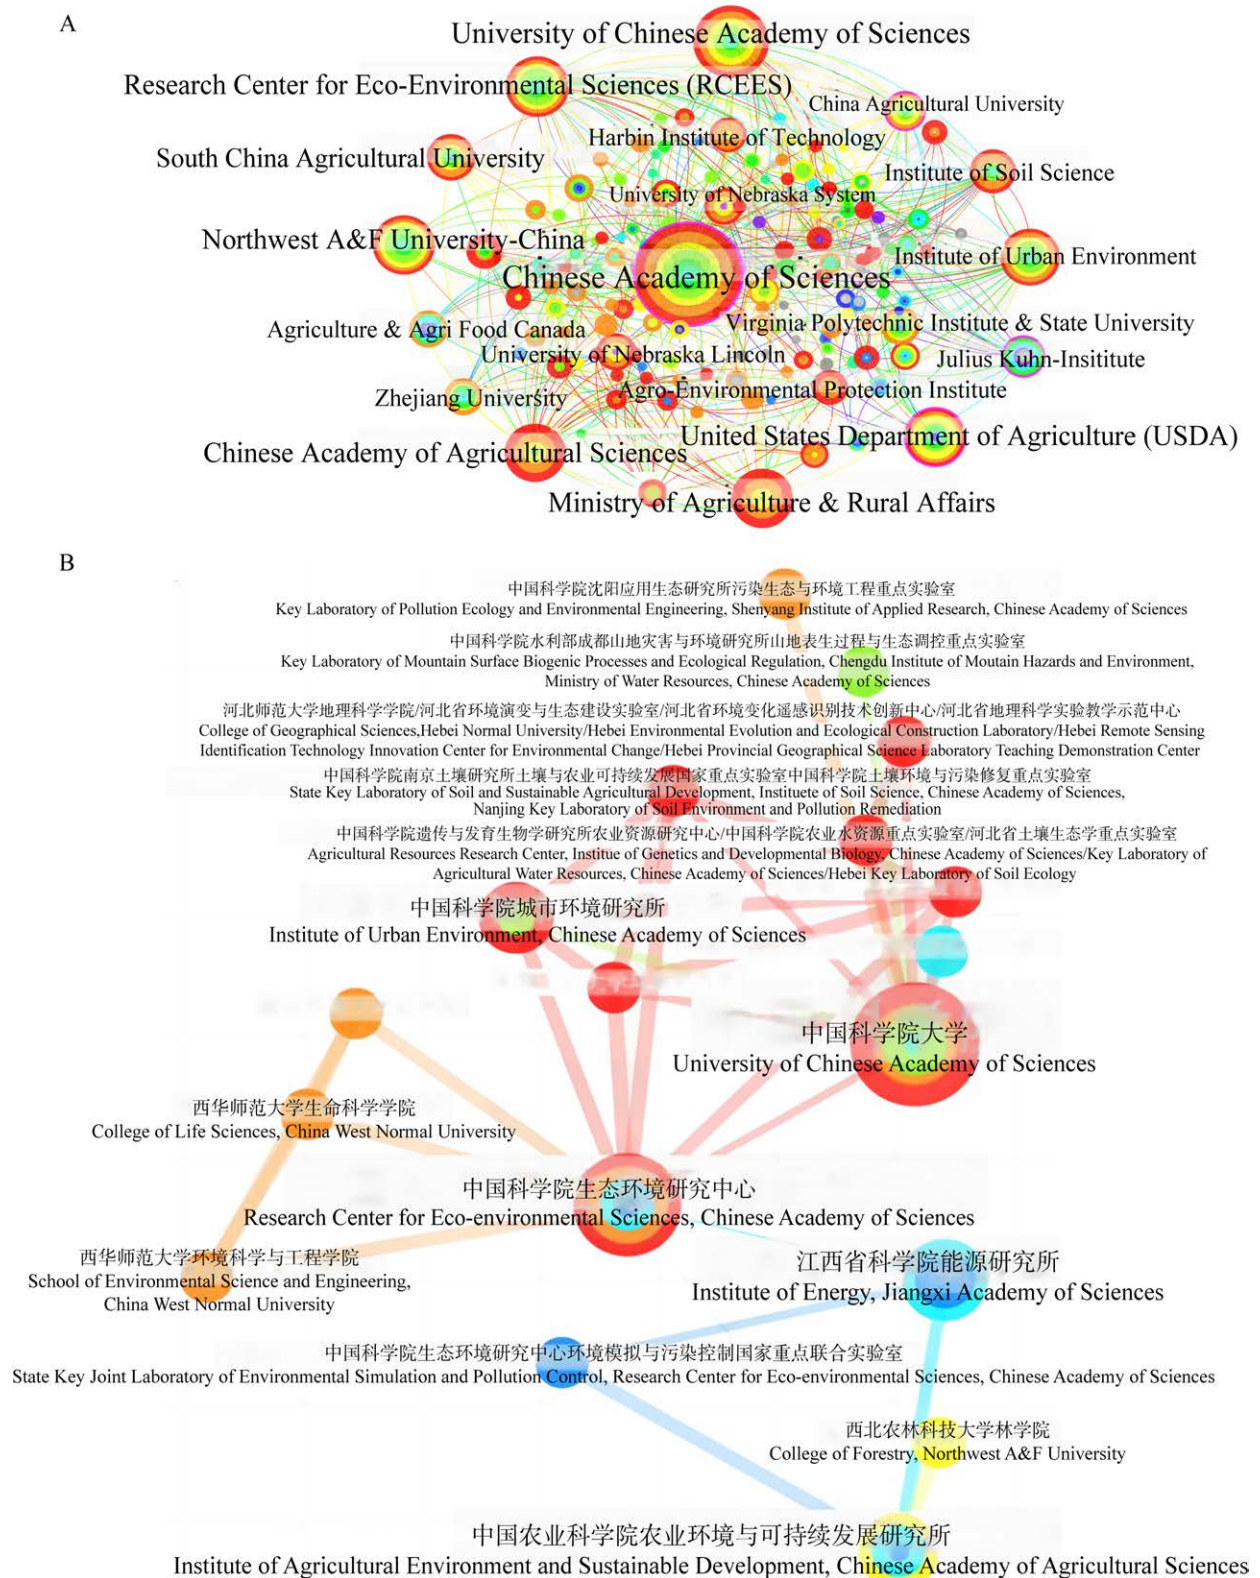 A
University of Chinese Academy of Sciences
Research Center for Eco-Environmental Sciences (RCEES)
China Agricultural University
Harbin Institute of Technology
South China Agricultural University
Institute of Soil Science
University of Nebraska System
Northwest A&F University-China
Institute of Urban Environment
Chinese Academy of Sciences
Agriculture & Agri Food Canada
Virginia Polytechnic Institute & State University
University of Nebraska Lincoln
Julius Kuhn-Insititute
Agro-Environmental Protection Institute
Zhejiang University
United States Department of Agriculture (USDA)
Chinese Academy of Agricultural Sciences
Ministry of Agriculture & Rural Affairs
B
中国科学院沈阳应用生态研究所污染生态与环境工程重点实验室
Key Laboratory of Pollution Ecology and Environmental Engineering, Shenyang Institute of Applied Research, Chinese Academy of Sciences
中国科学院水利部成都山地灾害与环境研究所山地表生过程与生态调控重点实验室
Key Laboratory of Mountain Surface Biogenic Processes and Ecological Regulation, Chengdu Institute of Moutain Hazards and Environment,
Ministry of Water Resources, Chinese Academy of Sciences
河北师范大学地理科学学院/河北省环境演变与生态建设实验室/河北省环境变化遥感识别技术创新中心/河北省地理科学实验教学示范中心
College of Geographical Sciences,Hebei Normal University/Hebei Environmental Evolution and Ecological Construction Laboratory/Hebei Remote Sensing
Identification Technology Innovation Center for Environmental Change/Hebei Provincial Geographical Science Laboratory Teaching Demonstration Center
中国科学院南京土壤研究所土壤与农业可持续发展国家重点实验室中国科学院土壤环境与污染修复重点实验室
State Key Laboratory of Soil and Sustainable Agricultural Development, Instituete of Soil Science, Chinese Academy of Sciences,
Nanjing Key Laboratory of Soil Environment and Pollution Remediation
中国科学院遗传与发育生物学研究所农业资源研究中心/中国科学院农业水资源重点实验室/河北省土壤生态学重点实验室
Agricultural Resources Research Center, Institue of Genetics and Developmental Biology, Chinese Academy of Sciences/Key Laboratory of
Agricultural Water Resources, Chinese Academy of Sciences/Hebei Key Laboratory of Soil Ecology
中国科学院城市环境研究所
Institute of Urban Environment, Chinese Academy of Sciences
中国科学院大学
University of Chinese Academy of Sciences
西华师范大学生命科学学院
College of Life Sciences, China West Normal University
中国科学院生态环境研究中心
Research Center for Eco-environmental Sciences, Chinese Academy of Sciences
西华师范大学环境科学与工程学院
School of Environmental Science and Engineering,
China West Normal University
江西省科学院能源研究所
Institute of Energy, Jiangxi Academy of Sciences
中国科学院生态环境研究中心环境模拟与污染控制国家重点联合实验室
State Key Joint Laboratory of Environmental Simulation and Pollution Control, Research Center for Eco-environmental Sciences, Chinese Academy of Sciences
西北农林科技大学林学院
College of Forestry, Northwest A&F University
中国农业科学院农业环境与可持续发展研究所
Institute of Agricultural Environment and Sustainable Development, Chinese Academy of Agricultural Sciences